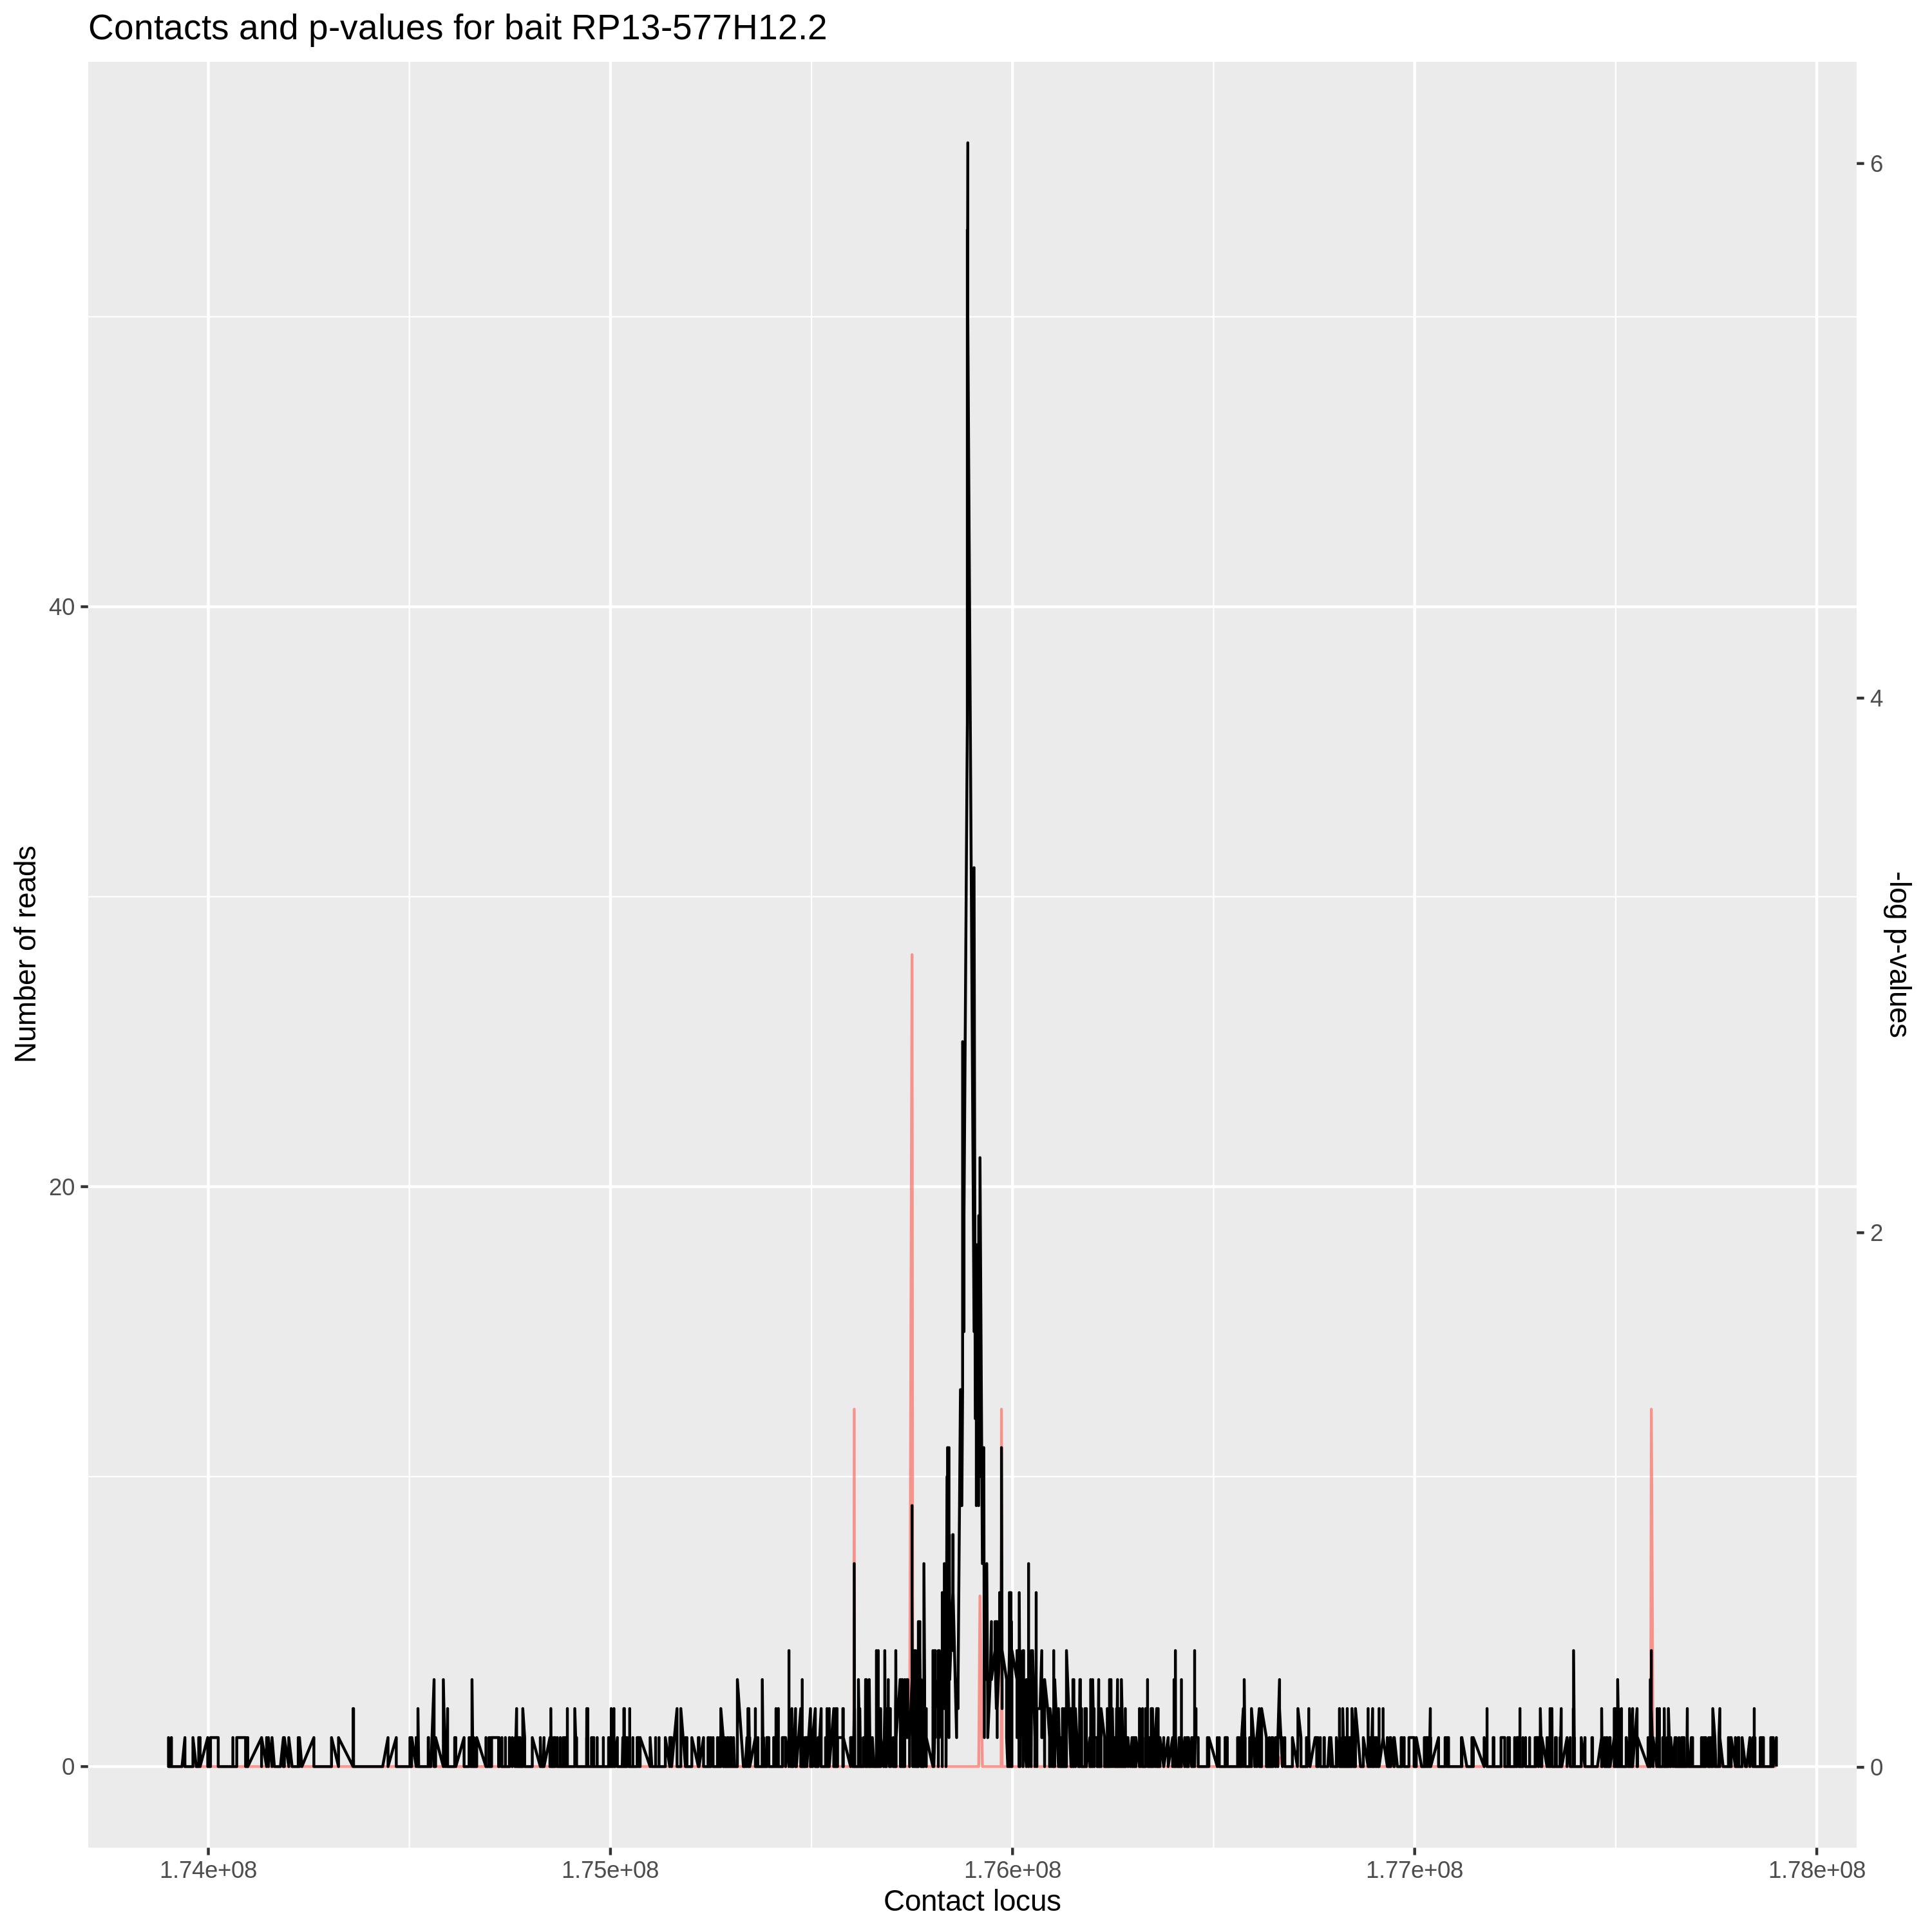 Contacts and p-values for bait RP13-577H12.2
6
40
4
Number of reads
-log p-values
20
2
0
0
1.74e+08
1.75e+08
1.76e+08
1.77e+08
1.78e+08
Contact locus